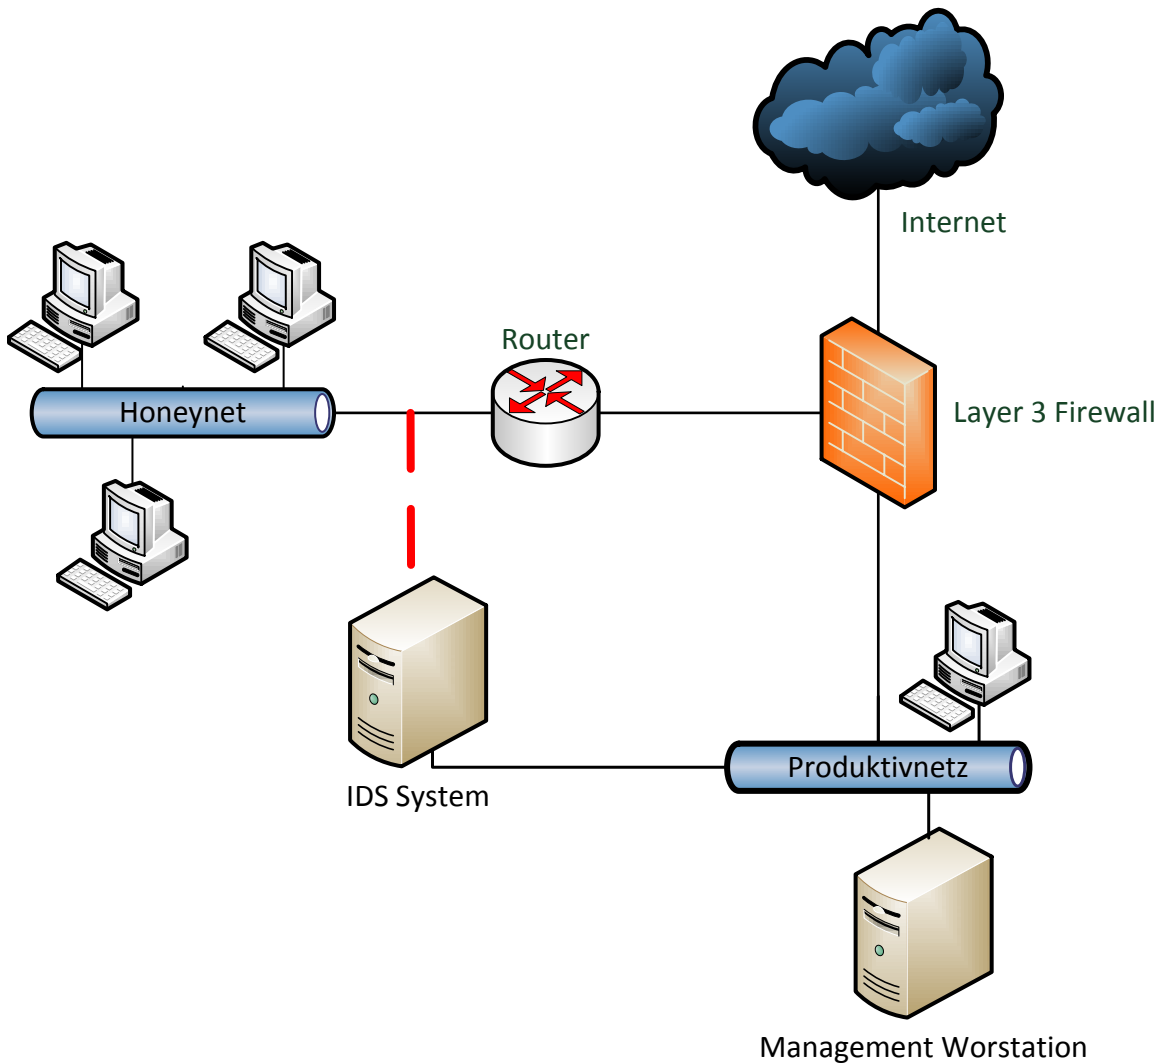 Internet
Router
Honeynet
Layer 3 Firewall
Produktivnetz
IDS System
Management Worstation